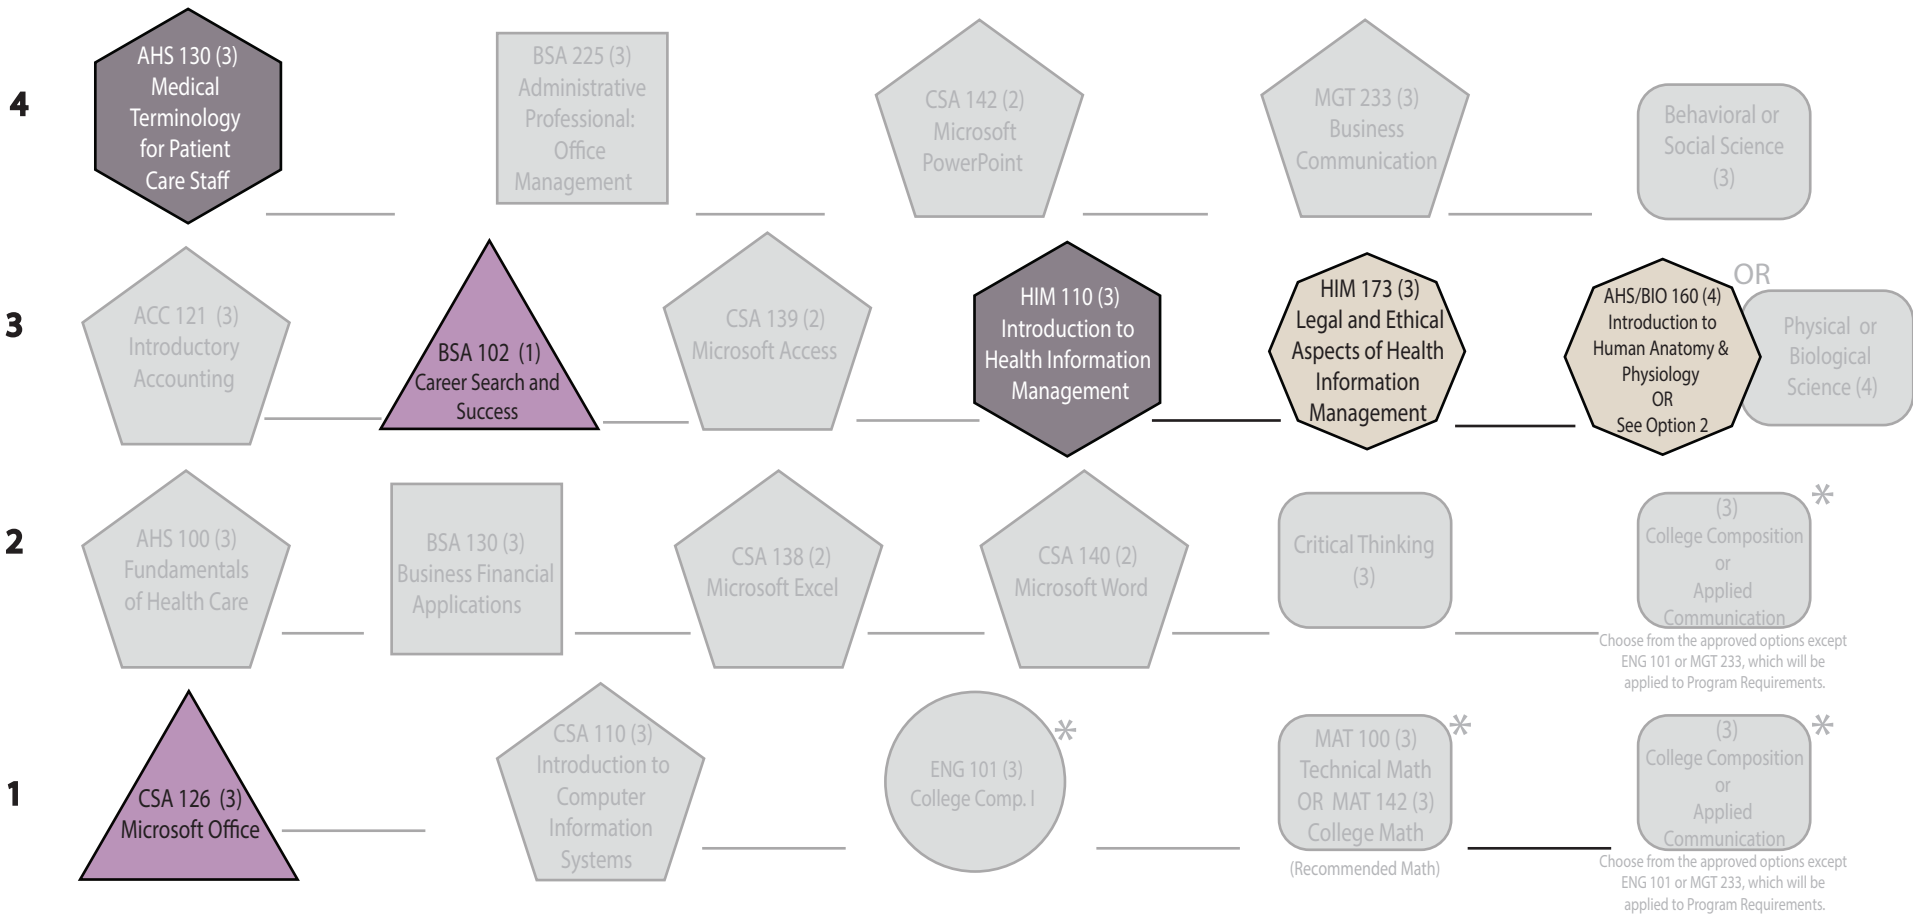 4
AHS 130 (3)
Medical
Terminology
for Patient
Care Staff
BSA 225 (3)
Administrative
Professional:
Office
Management
CSA 142 (2)
Microsoft
PowerPoint
MGT 233 (3)
Business
Communication
Behavioral or
Social Science
(3)
3
ACC 121 (3)
Introductory
Accounting
BSA 102 (1)
Career Search and
Success
CSA 139 (2)
Microsoft Access
HIM 110 (3)
Introduction to
Health Information
Management
HIM 173 (3)
Legal and Ethical
Aspects of Health
Information
Management
AHS/BIO 160 (4)
Introduction to
Human Anatomy &
Physiology
OR
See Option 2
OR
Physical or
Biological
Science (4)
2
AHS 100 (3)
Fundamentals
of Health Care
BSA 130 (3)
Business Financial
Applications
CSA 138 (2)
Microsoft Excel
CSA 140 (2)
Microsoft Word
Critical Thinking
(3)
*
(3)
College Composition
or
Applied
Communication
Choose from the approved options except
ENG 101 or MGT 233, which will be
applied to Program Requirements.
1
CSA 126 (3)
Microsoft Office
CSA 110 (3)
Introduction to
Computer
Information
Systems
*
ENG 101 (3)
College Comp. I
*
MAT 100 (3)
Technical Math
OR MAT 142 (3)
College Math
(Recommended Math)
*
(3)
College Composition
or
Applied
Communication
Choose from the approved options except
ENG 101 or MGT 233, which will be
applied to Program Requirements.